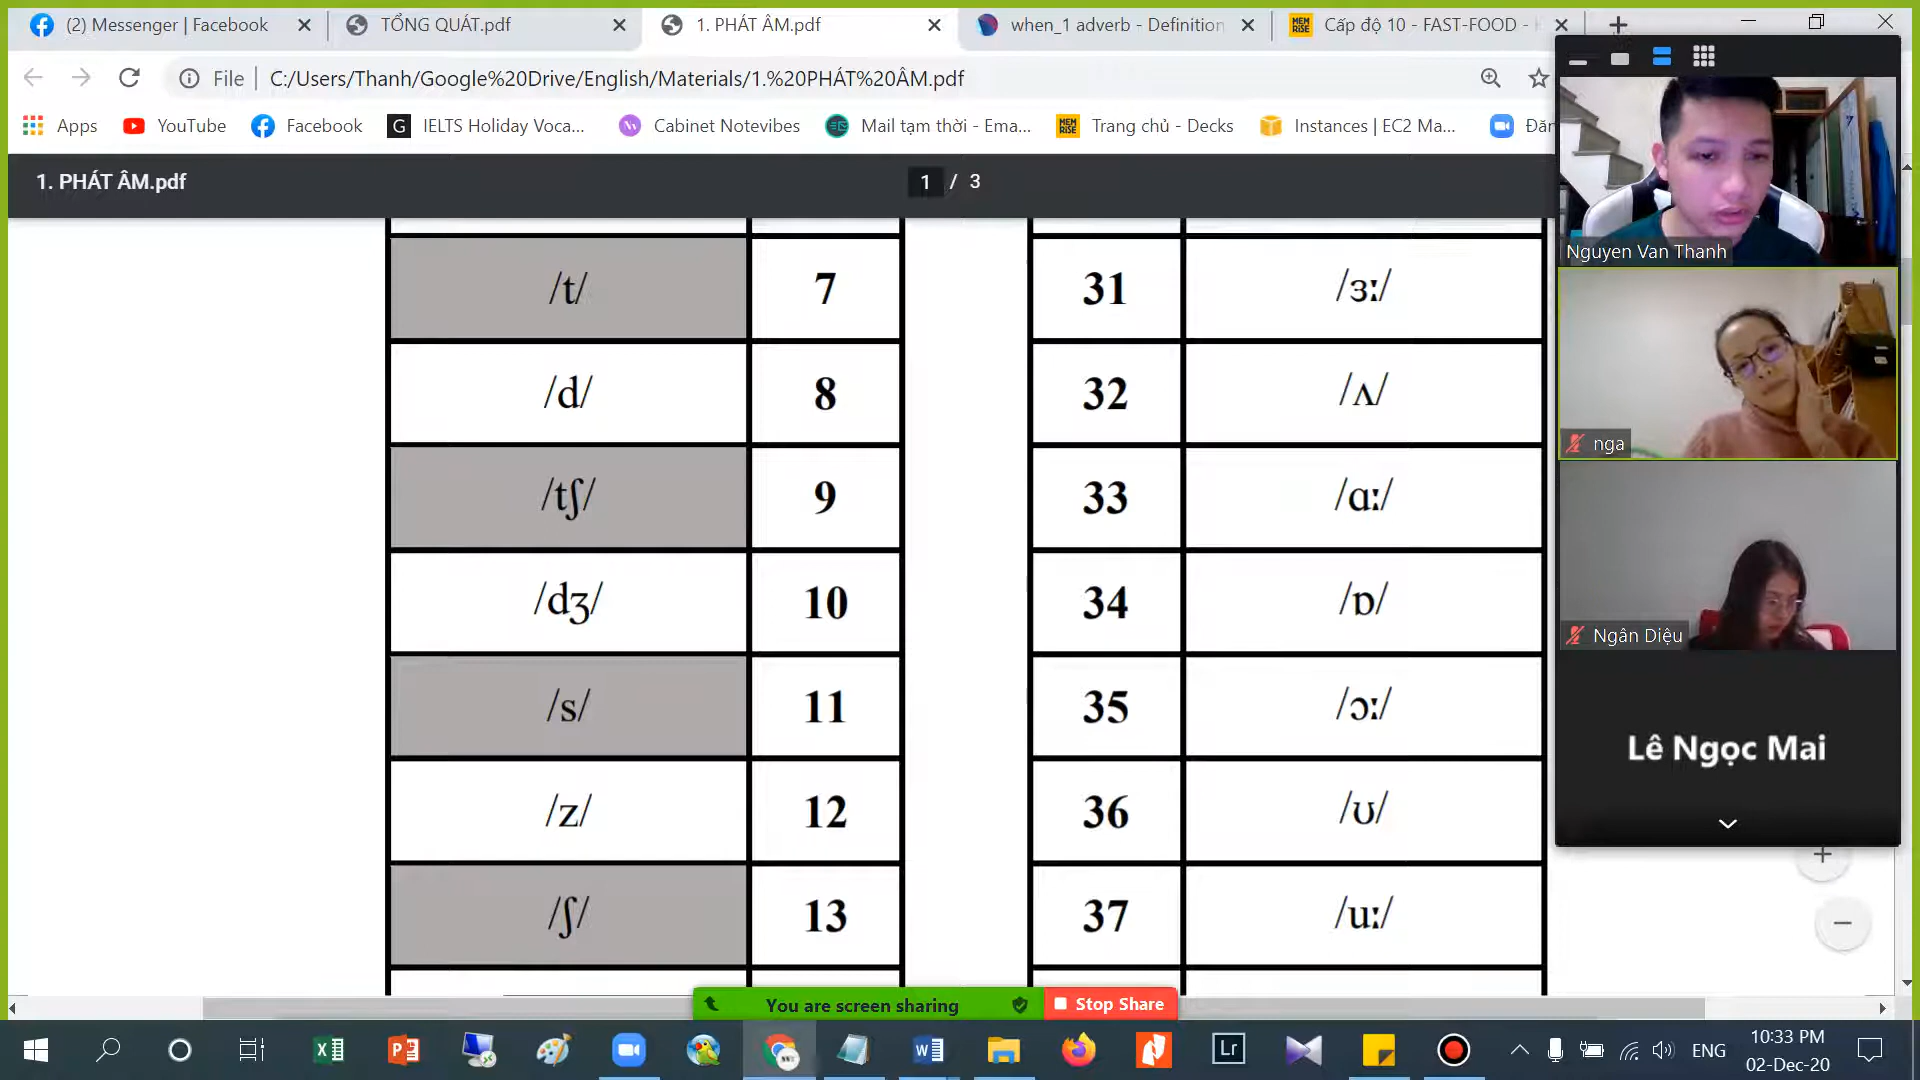 (2) Messenger | Facebook
TỔNG QUÁT.pdf
1. PHÁT ÂM.pdf
when_1 adverb - Definition
Cấp độ 10 - FAST-FOOD -
File
C:/Users/Thanh/Google%20Drive/English/Materials/1.%20PHÁT%20ÂM.pdf
Apps
YouTube
Facebook
G
IELTS Holiday Voca...
Cabinet Notevibes
Mail tạm thời - Ema...
MEM RISE
Trang chủ - Decks
Instances | EC2 Ma...
Đăn
1. PHÁT ÂM.pdf
1 / 3
/t/ 7 31 /ɜː/
/d/ 8 32 /ʌ/
/tʃ/ 9 33 /ɑː/
/dʒ/ 10 34 /ɒ/
/s/ 11 35 /ɔː/
/z/ 12 36 /ʊ/
/ʃ/ 13 37 /uː/
Nguyen Van Thanh
nga
Ngân Diệu
Lê Ngọc Mai
You are screen sharing
Stop Share
Lr
ENG
10:33 PM
02-Dec-20